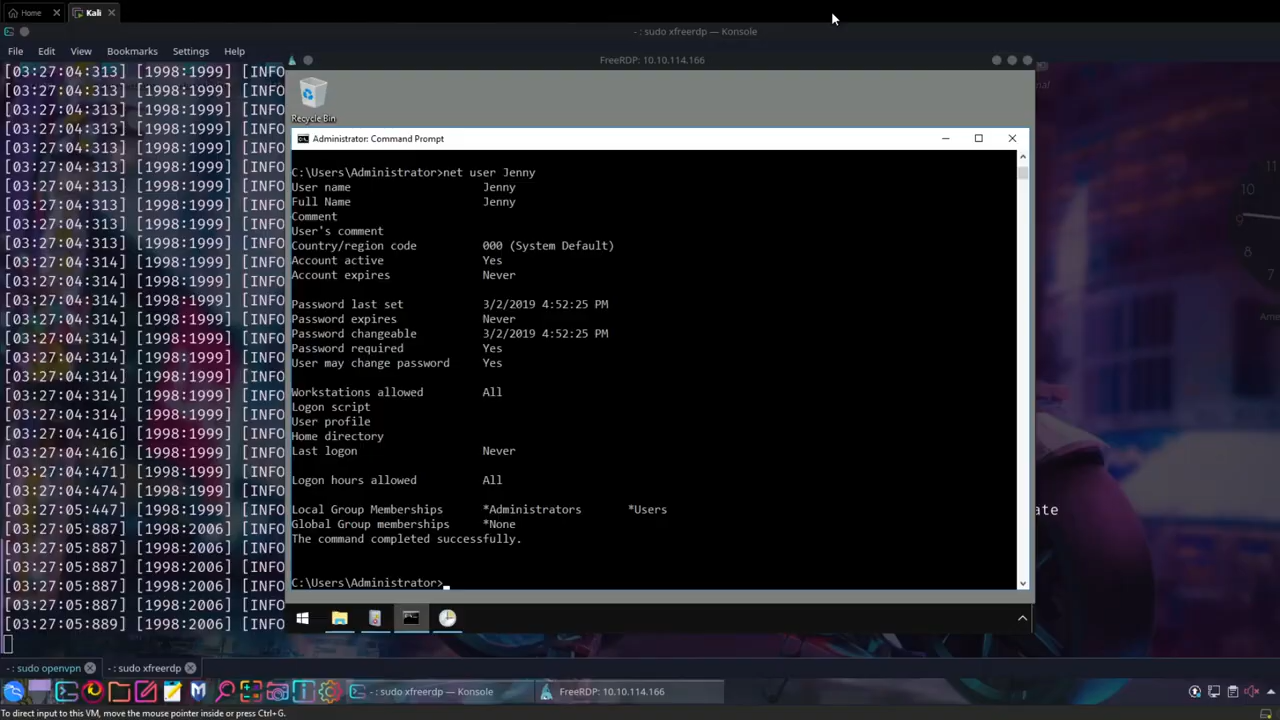 Home
Kali
- : sudo xfreerdp — Konsole
File Edit View Bookmarks Settings Help
FreeRDP: 10.10.114.166
[03:27:04:313] [1998:1999] [INFO
[03:27:04:313] [1998:1999] [INFO
[03:27:04:313] [1998:1999] [INFO
[03:27:04:313] [1998:1999] [INFO
[03:27:04:313] [1998:1999] [INFO
[03:27:04:313] [1998:1999] [INFO
[03:27:04:313] [1998:1999] [INFO
[03:27:04:313] [1998:1999] [INFO
[03:27:04:313] [1998:1999] [INFO
[03:27:04:313] [1998:1999] [INFO
[03:27:04:314] [1998:1999] [INFO
[03:27:04:314] [1998:1999] [INFO
[03:27:04:314] [1998:1999] [INFO
[03:27:04:314] [1998:1999] [INFO
[03:27:04:314] [1998:1999] [INFO
[03:27:04:314] [1998:1999] [INFO
[03:27:04:314] [1998:1999] [INFO
[03:27:04:314] [1998:1999] [INFO
[03:27:04:314] [1998:1999] [INFO
[03:27:04:416] [1998:1999] [INFO
[03:27:04:416] [1998:1999] [INFO
[03:27:04:471] [1998:1999] [INFO
[03:27:04:474] [1998:1999] [INFO
[03:27:05:447] [1998:1999] [INFO
[03:27:05:887] [1998:2006] [INFO
[03:27:05:887] [1998:2006] [INFO
[03:27:05:887] [1998:2006] [INFO
[03:27:05:887] [1998:2006] [INFO
[03:27:05:887] [1998:2006] [INFO
[03:27:05:889] [1998:2006] [INFO
ate
Recycle Bin
Administrator: Command Prompt
C:\Users\Administrator>net user Jenny
User name Jenny
Full Name Jenny
Comment
User's comment
Country/region code 000 (System Default)
Account active Yes
Account expires Never
Password last set 3/2/2019 4:52:25 PM
Password expires Never
Password changeable 3/2/2019 4:52:25 PM
Password required Yes
User may change password Yes
Workstations allowed All
Logon script
User profile
Home directory
Last logon Never
Logon hours allowed All
Local Group Memberships *Administrators *Users
Global Group memberships *None
The command completed successfully.
C:\Users\Administrator>
10
9
8
7
- : sudo openvpn
- : sudo xfreerdp
- : sudo xfreerdp — Konsole
FreeRDP: 10.10.114.166
To direct input to this VM, move the mouse pointer inside or press Ctrl+G.